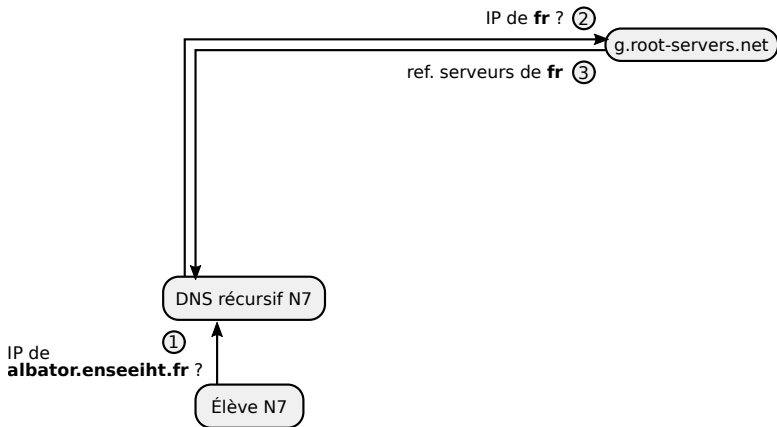 IP de fr ? 2
g.root-servers.net
ref. serveurs de fr 3
DNS récursif N7
1
IP de
albator.enseeiht.fr ?
Élève N7